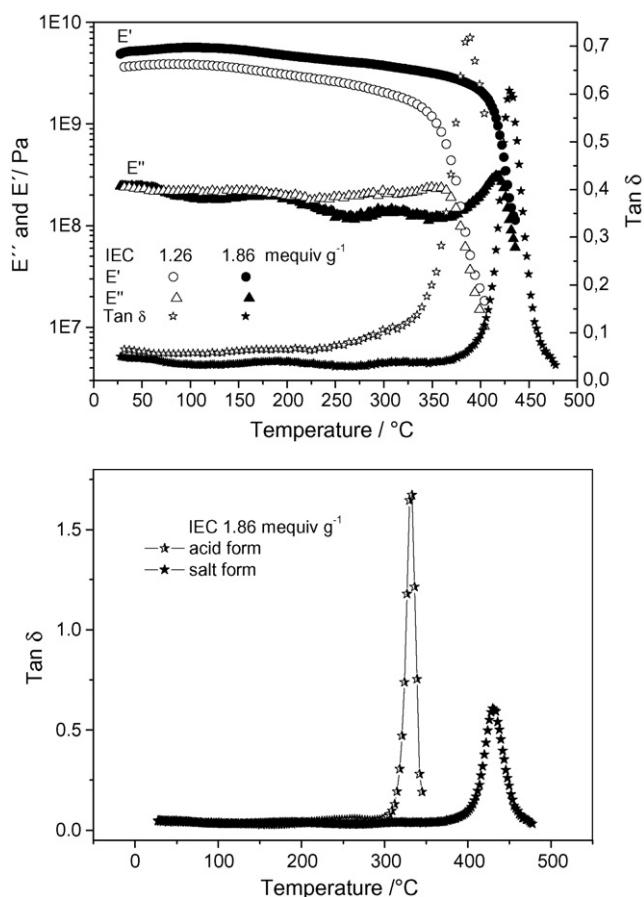 1E10
1E9
1E8
1E7
E´´ and E´/ Pa
E'
E"
IEC 1.26 1.86 mequiv g⁻¹
E'
E"
Tan δ
0,7
0,6
0,5
0,4
0,3
0,2
0,1
0,0
Tan δ
0 50 100 150 200 250 300 350 400 450 500
Temperature / °C
1.5
1.0
0.5
0.0
Tan δ
IEC 1.86 mequiv g⁻¹
acid form
salt form
0 100 200 300 400 500
Temperature /°C